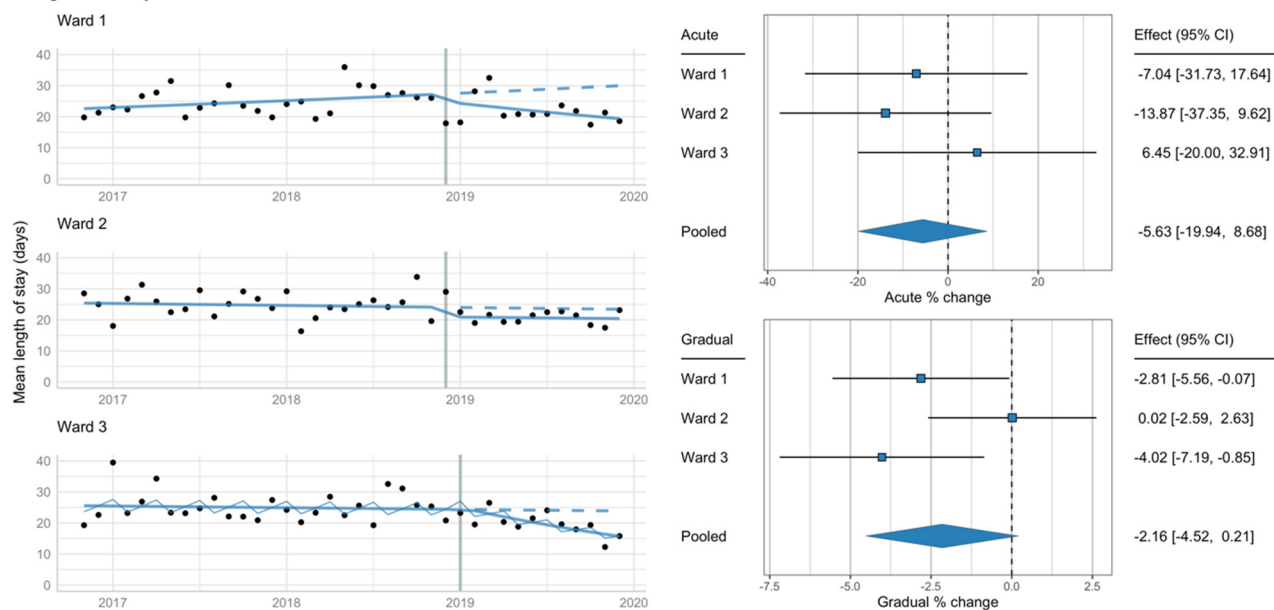 Ward 1
40
30
20
10
0
2017 2018 2019 2020
Ward 2
40
30
20
10
0
2017 2018 2019 2020
Ward 3
40
30
20
10
0
2017 2018 2019 2020
Mean length of stay (days)
Acute Effect (95% CI)
Ward 1 -7.04 [-31.73, 17.64]
Ward 2 -13.87 [-37.35, 9.62]
Ward 3 6.45 [-20.00, 32.91]
Pooled -5.63 [-19.94, 8.68]
-40 -20 0 20
Acute % change
Gradual Effect (95% CI)
Ward 1 -2.81 [-5.56, -0.07]
Ward 2 0.02 [-2.59, 2.63]
Ward 3 -4.02 [-7.19, -0.85]
Pooled -2.16 [-4.52, 0.21]
-7.5 -5.0 -2.5 0.0 2.5
Gradual % change